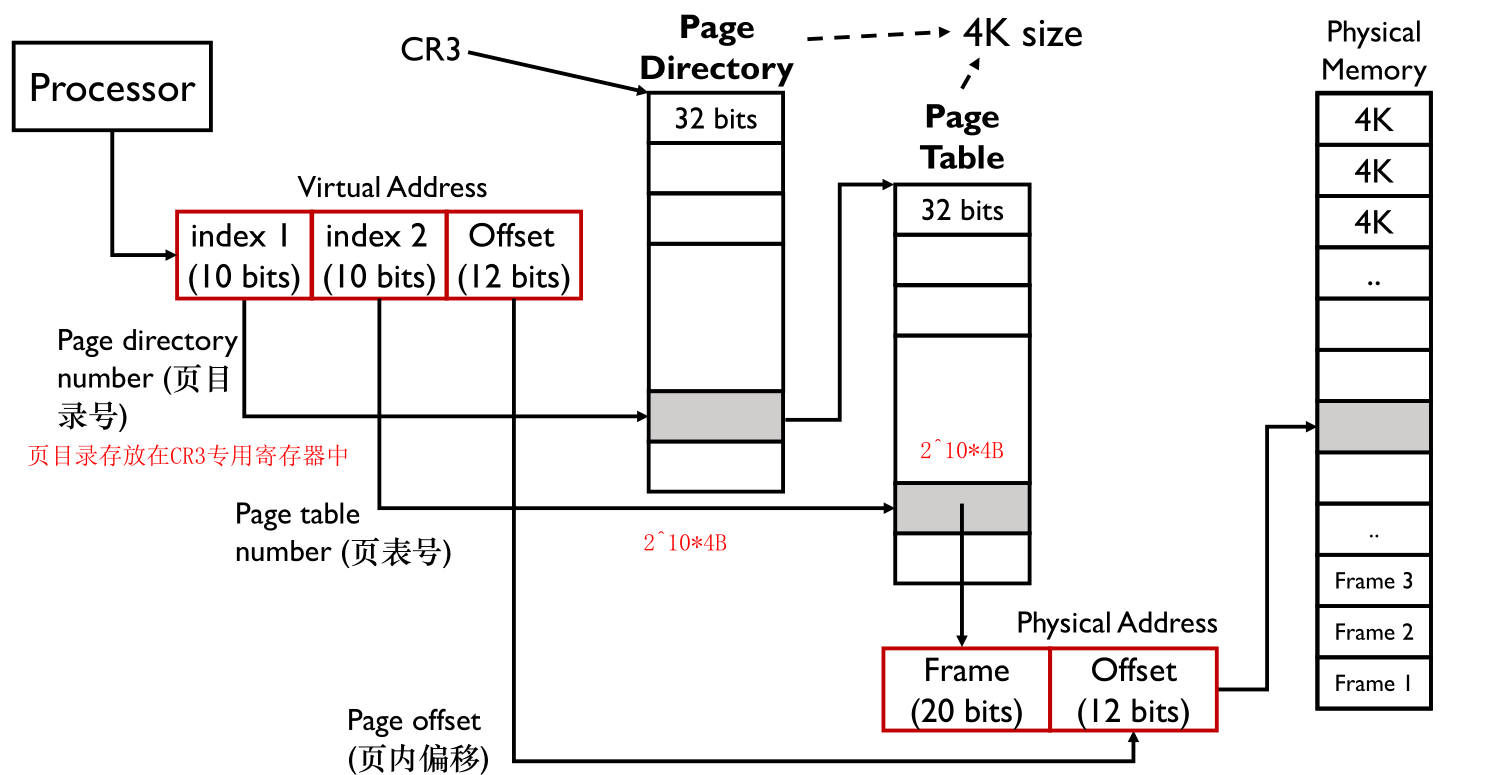 Page
Directory
4K size
Physical
Memory
CR3
Processor
32 bits
Page
Table
4K
4K
4K
..
Virtual Address
index 1
(10 bits)
index 2
(10 bits)
Offset
(12 bits)
32 bits
Page directory
number (页目
录号)
页目录存放在CR3专用寄存器中
2^10*4B
Page table
number (页表号)
2^10*4B
..
Frame 3
Frame 2
Frame 1
Physical Address
Frame
(20 bits)
Offset
(12 bits)
Page offset
(页内偏移)